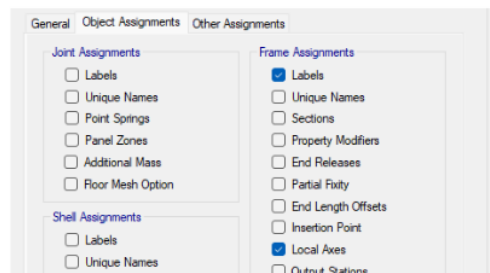 General Object Assignments Other Assignments
Joint Assignments
Labels
Unique Names
Point Springs
Panel Zones
Additional Mass
Floor Mesh Option
Shell Assignments
Labels
Unique Names
Frame Assignments
Labels
Unique Names
Sections
Property Modifiers
End Releases
Partial Fixity
End Length Offsets
Insertion Point
Local Axes
Output Stations